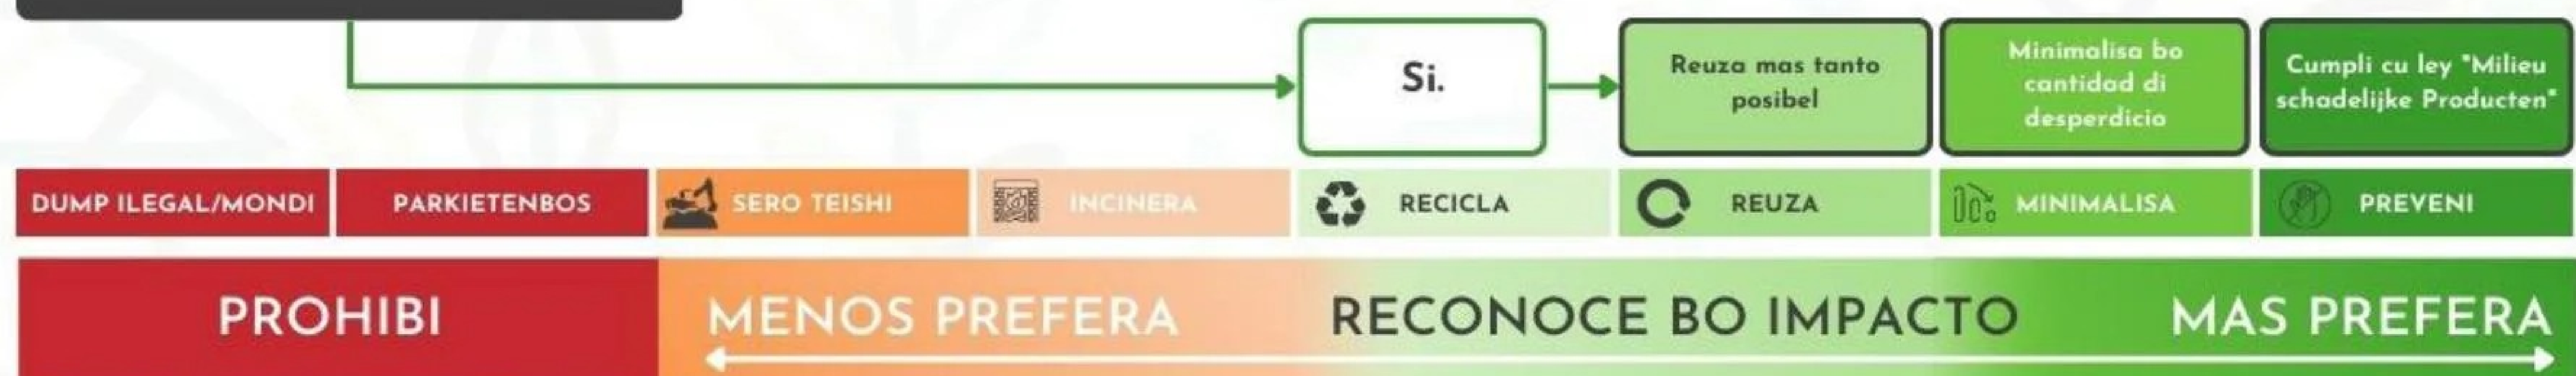 Si.
Reuza mas tanto
posibel
Minimalisa bo
cantidad di
desperdicio
Cumpli cu ley "Milieu
schadelijke Producten"
DUMP ILEGAL/MONDI
PARKIETENBOS
SERO TEISHI
INCINERA
RECICLA
REUZA
MINIMALISA
PREVENI
PROHIBI
MENOS PREFERA
RECONOCE BO IMPACTO
MAS PREFERA